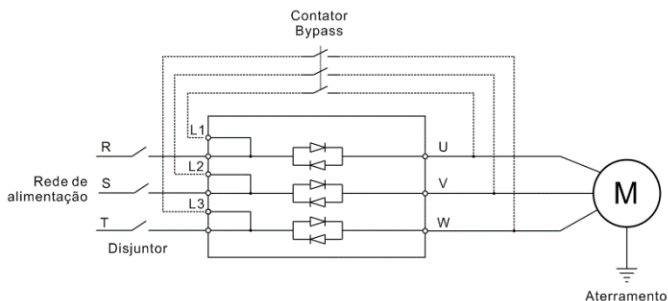 Contator
Bypass
L1
R
U
L2
Rede de
alimentação
S
V
M
L3
T
W
Disjuntor
Aterramento